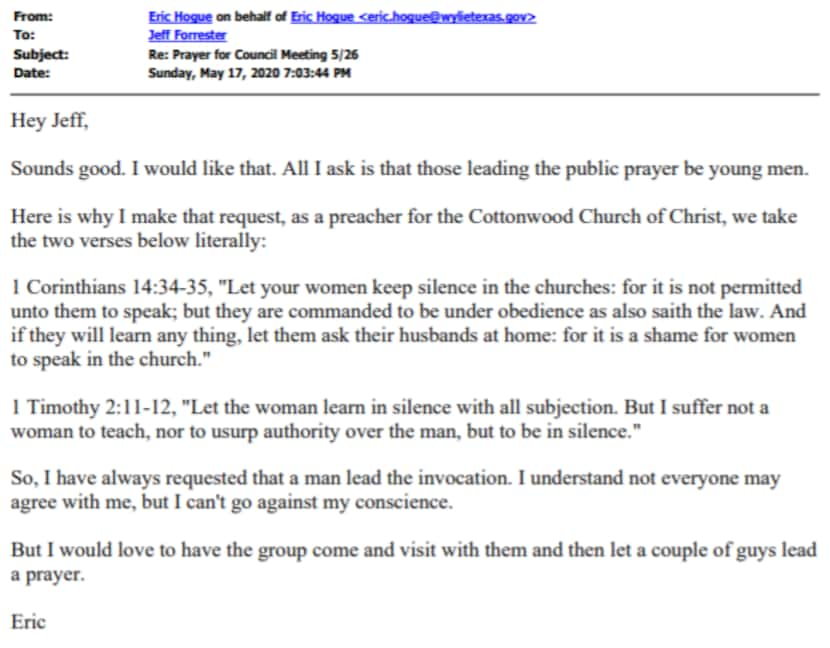 From: Eric Hogue on behalf of Eric Hogue <eric.hogue@wylietexas.gov>
To: Jeff Forrester
Subject: Re: Prayer for Council Meeting 5/26
Date: Sunday, May 17, 2020 7:03:44 PM
Hey Jeff,
Sounds good. I would like that. All I ask is that those leading the public prayer be young men.
Here is why I make that request, as a preacher for the Cottonwood Church of Christ, we take
the two verses below literally:
1 Corinthians 14:34-35, "Let your women keep silence in the churches: for it is not permitted
unto them to speak; but they are commanded to be under obedience as also saith the law. And
if they will learn any thing, let them ask their husbands at home: for it is a shame for women
to speak in the church."
1 Timothy 2:11-12, "Let the woman learn in silence with all subjection. But I suffer not a
woman to teach, nor to usurp authority over the man, but to be in silence."
So, I have always requested that a man lead the invocation. I understand not everyone may
agree with me, but I can't go against my conscience.
But I would love to have the group come and visit with them and then let a couple of guys lead
a prayer.
Eric